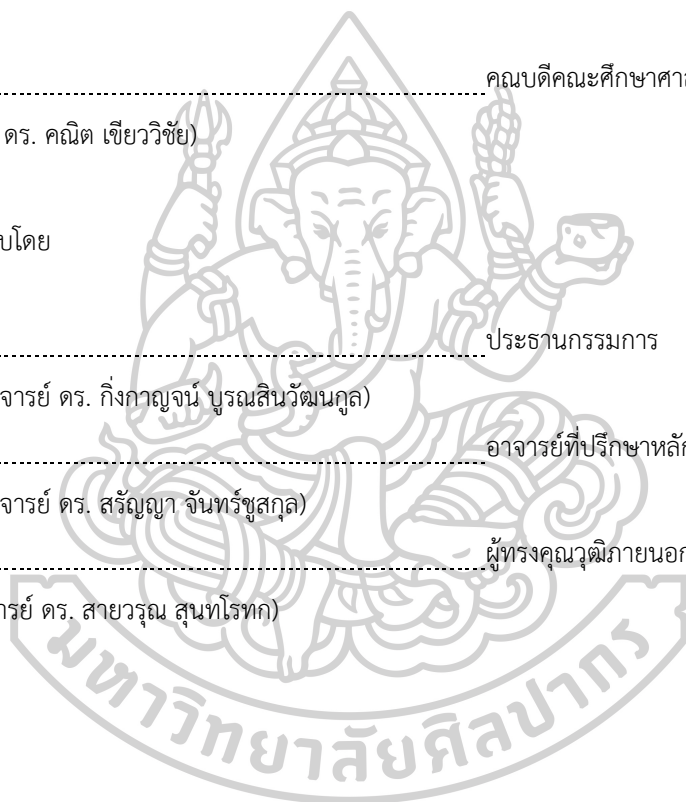 คณบดีคณะศึกษาศา
ดร. คณิต เขียววิชัย)
บโดย
ประธานกรรมการ
จารย์ ดร. กิ่งกาญจน์ บูรณสินวัฒนกูล)
อาจารย์ที่ปรึกษาหลัก
จารย์ ดร. สรัญญา จันทร์ชูสกุล)
ผู้ทรงคุณวุฒิภายนอก
ารย์ ดร. สายวรุณ สุนทโรทก)
มหาวิทยาลัยศิลปากร